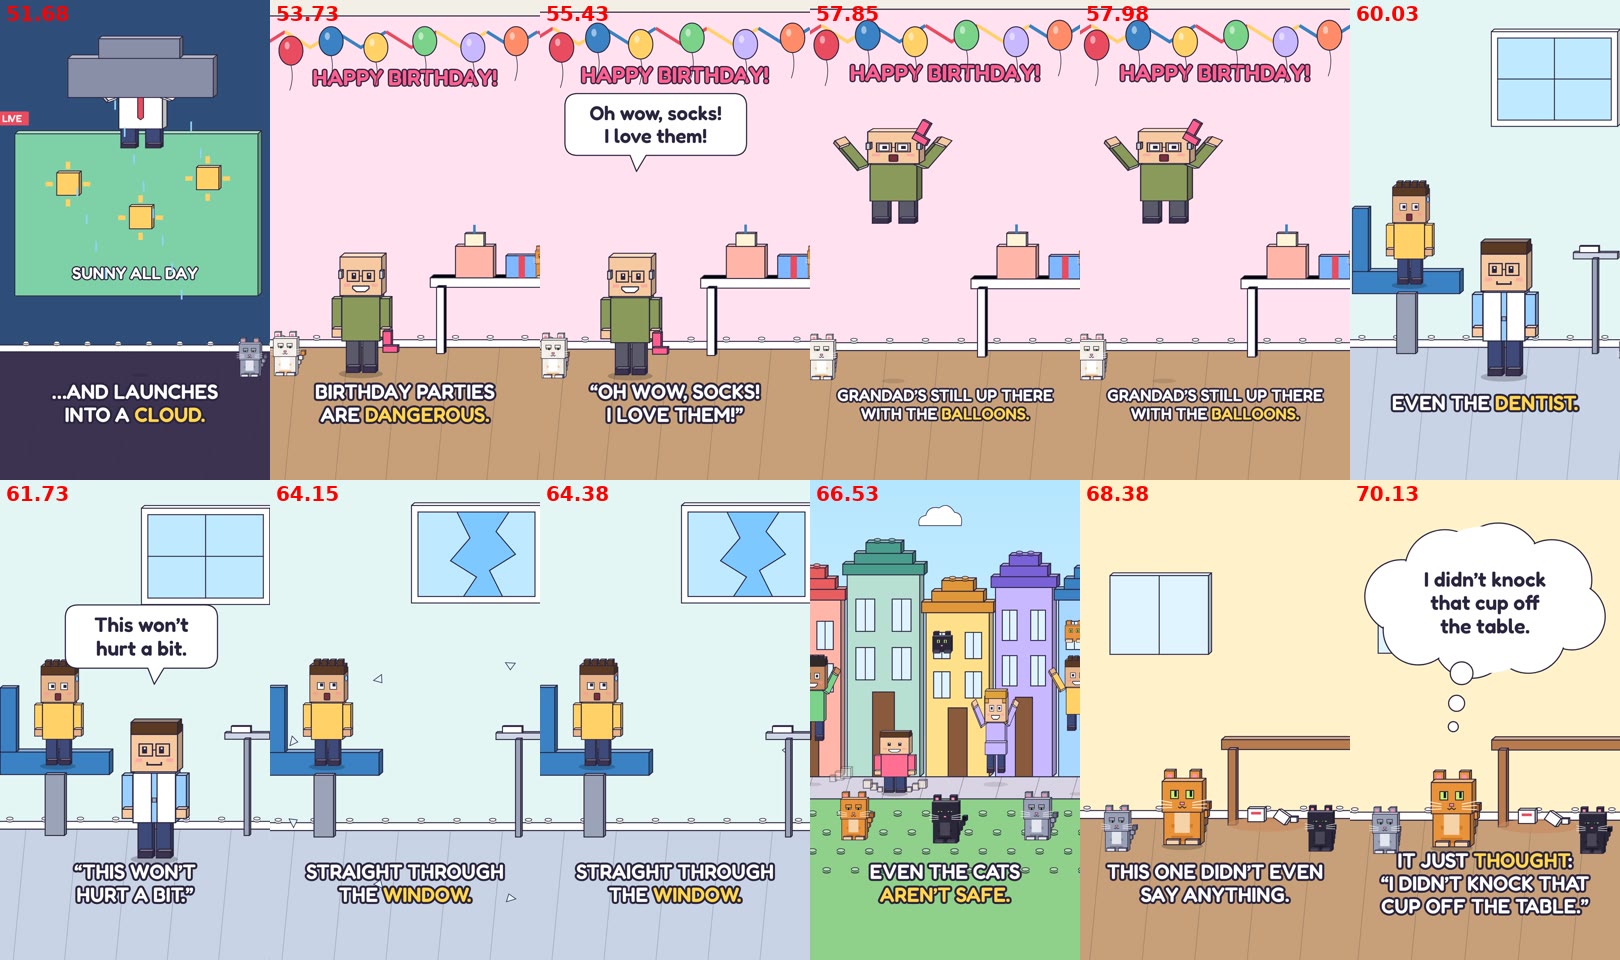 51.68
LIVE
SUNNY ALL DAY
...AND LAUNCHES
INTO A CLOUD.
53.73
HAPPY BIRTHDAY!
BIRTHDAY PARTIES
ARE DANGEROUS.
55.43
HAPPY BIRTHDAY!
Oh wow, socks!
I love them!
“OH WOW, SOCKS!
I LOVE THEM!”
57.85
HAPPY BIRTHDAY!
GRANDAD’S STILL UP THERE
WITH THE BALLOONS.
57.98
HAPPY BIRTHDAY!
GRANDAD’S STILL UP THERE
WITH THE BALLOONS.
60.03
EVEN THE DENTIST.
61.73
This won’t
hurt a bit.
“THIS WON’T
HURT A BIT.”
64.15
STRAIGHT THROUGH
THE WINDOW.
64.38
STRAIGHT THROUGH
THE WINDOW.
66.53
EVEN THE CATS
AREN’T SAFE.
68.38
THIS ONE DIDN’T EVEN
SAY ANYTHING.
70.13
I didn’t knock
that cup off
the table.
IT JUST THOUGHT:
“I DIDN’T KNOCK THAT
CUP OFF THE TABLE.”